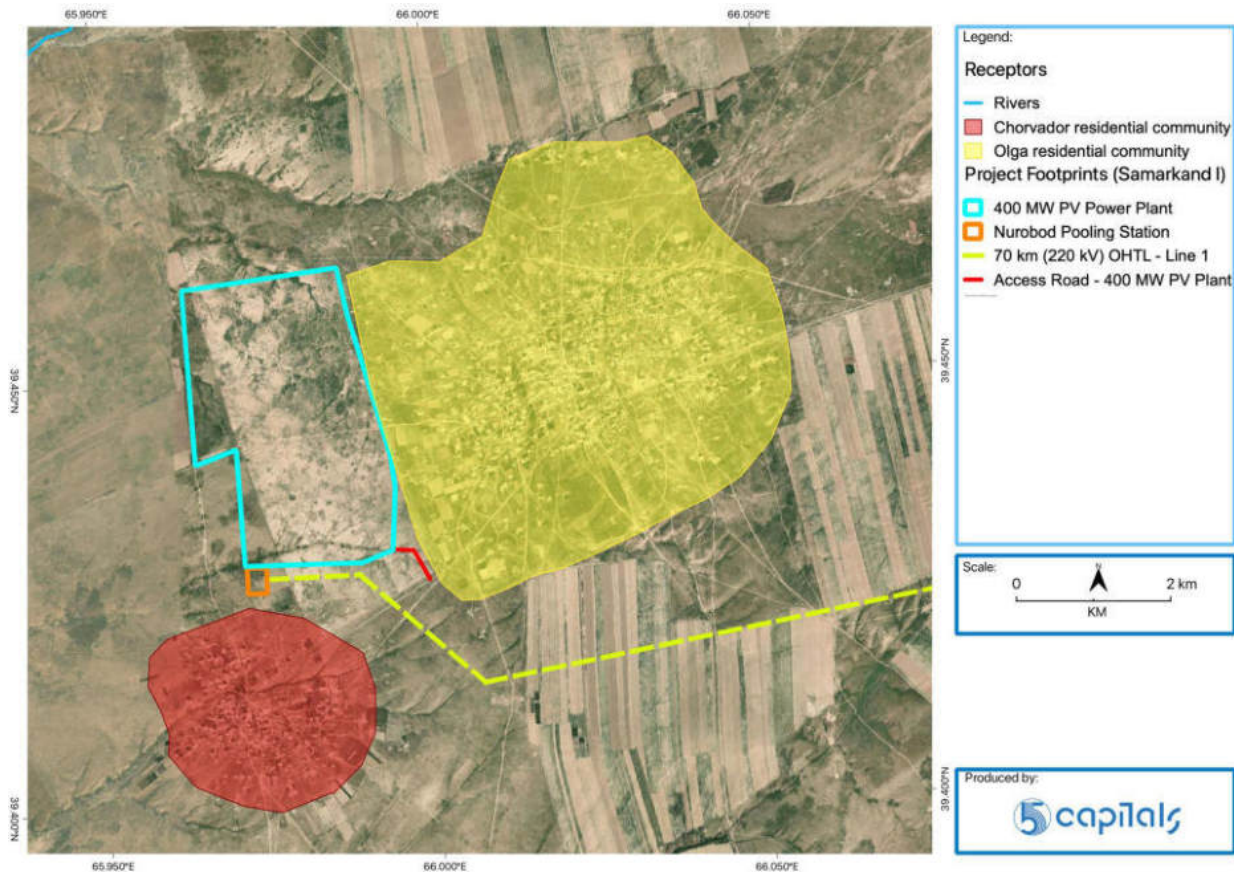 65.950°E
66.000°E
66.050°E
39.450°N
39.400°N
39.450°N
39.400°N
65.950°E
66.000°E
66.050°E
Legend:
Receptors
Rivers
Chorvador residential community
Olga residential community
Project Footprints (Samarkand I)
400 MW PV Power Plant
Nurobod Pooling Station
70 km (220 kV) OHTL - Line 1
Access Road - 400 MW PV Plant
Scale:
N
0 2 km
KM
Produced by:
5 capitals